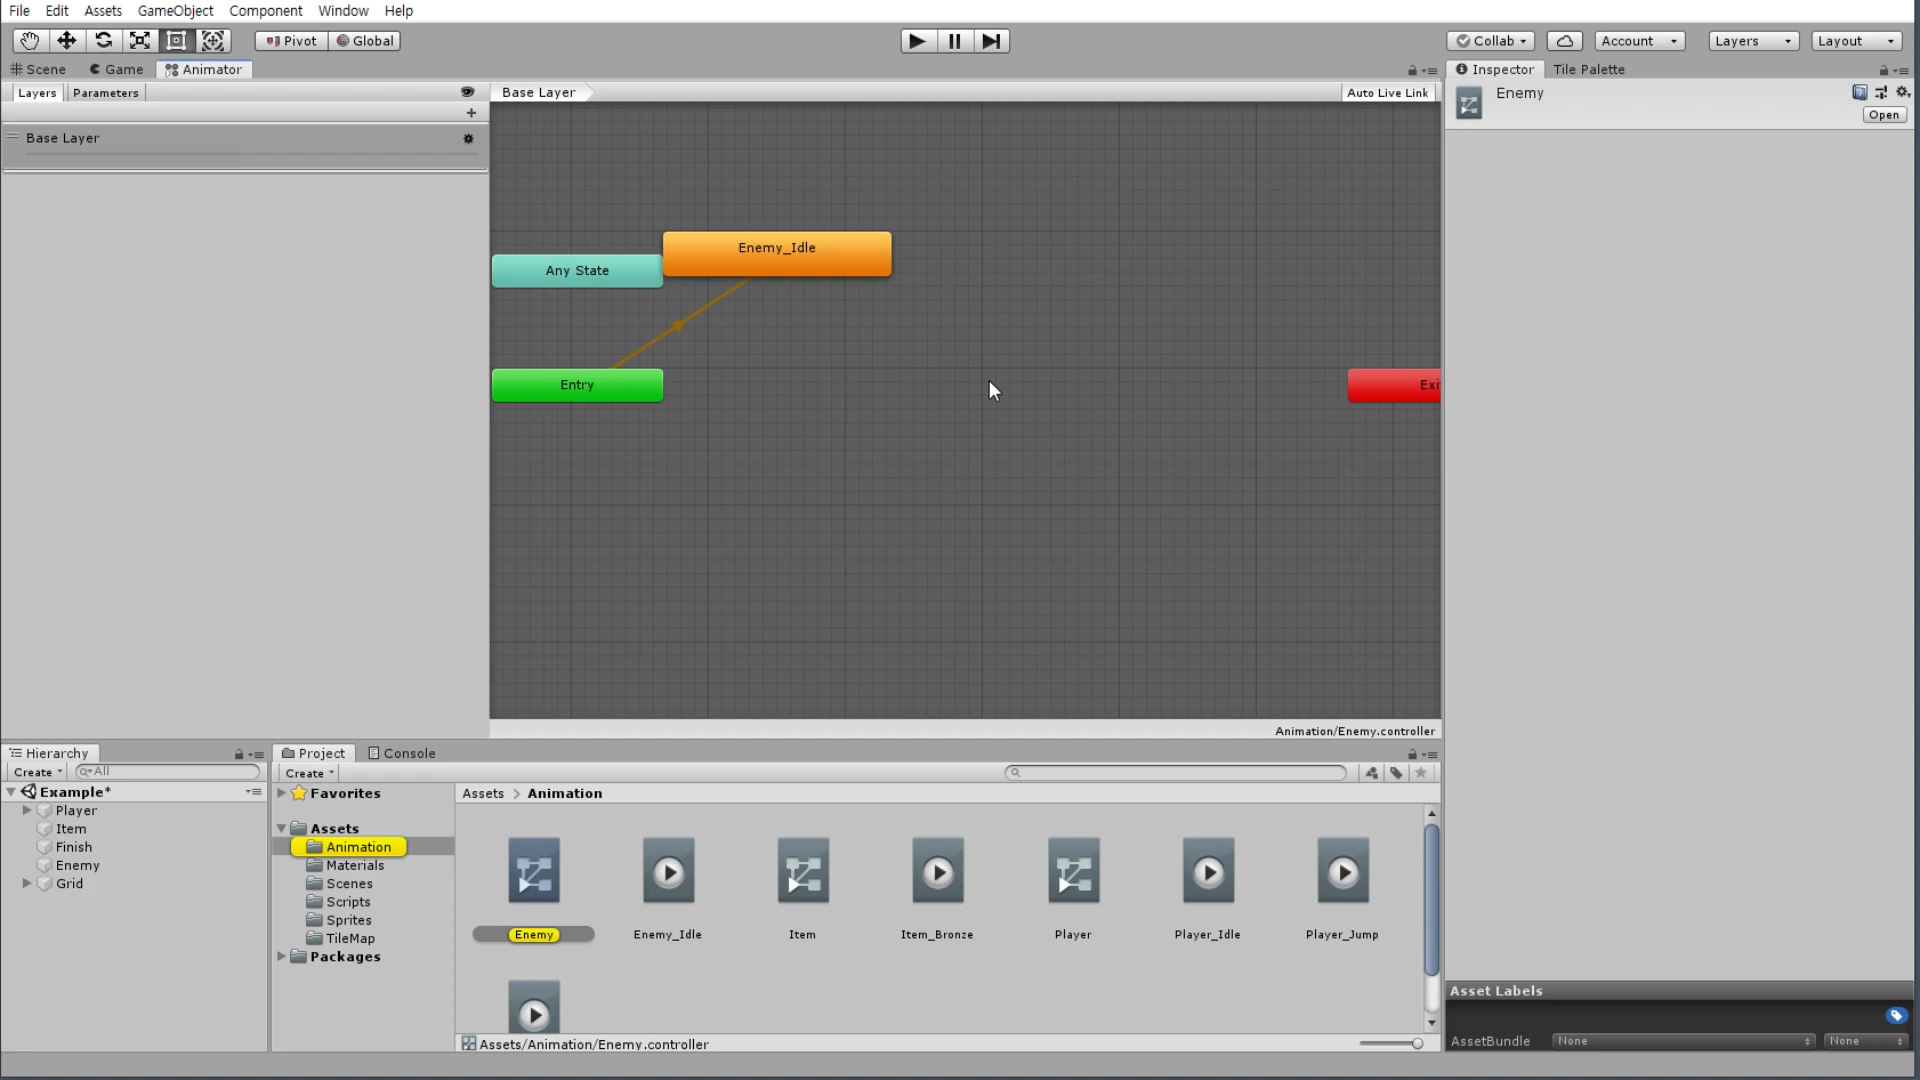 File Edit Assets GameObject Component Window Help
Pivot Global Collab Account Layers Layout
Scene Game Animator Inspector Tile Palette
Layers Parameters Base Layer Auto Live Link Enemy
Open
Base Layer
Enemy_Idle
Any State
Entry Exi
Animation/Enemy.controller
Hierarchy Project Console
Create All Create
Example* Favorites Assets > Animation
Player
Item Assets
Finish Animation
Enemy Materials
Grid Scenes
Scripts
Sprites
TileMap
Packages
Enemy Enemy_Idle Item Item_Bronze Player Player_Idle Player_Jump
Asset Labels
Assets/Animation/Enemy.controller AssetBundle None None